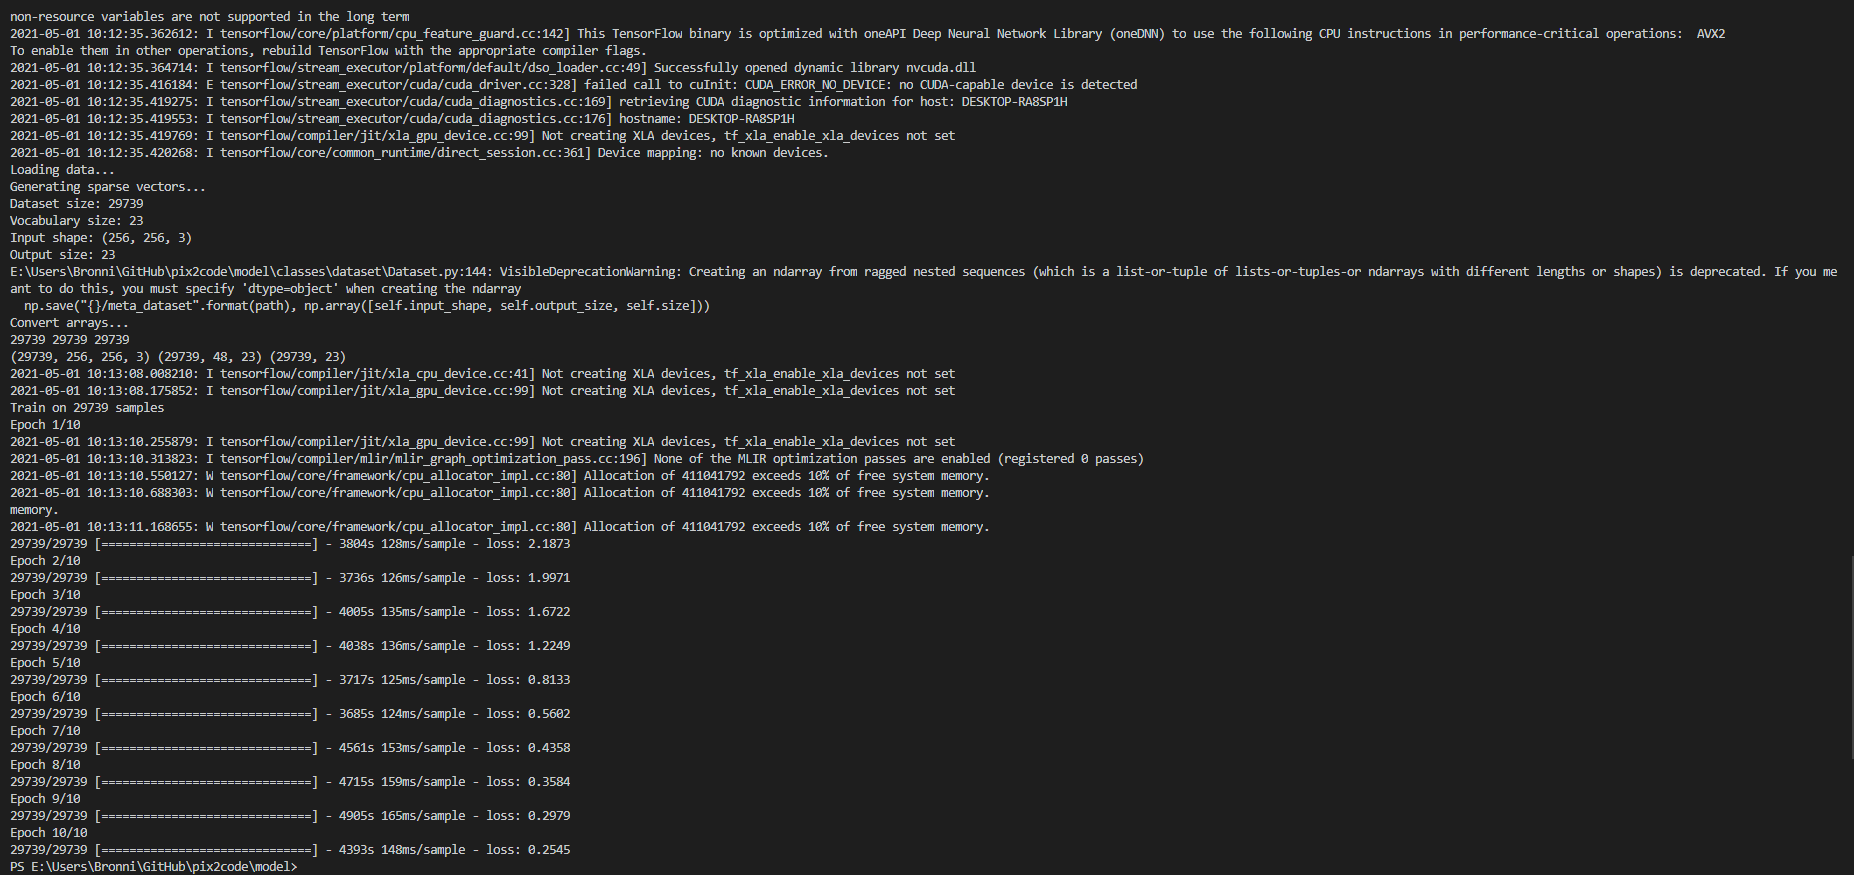 non-resource variables are not supported in the long term
2021-05-01 10:12:35.362612: I tensorflow/core/platform/cpu_feature_guard.cc:142] This TensorFlow binary is optimized with oneAPI Deep Neural Network Library (oneDNN) to use the following CPU instructions in performance-critical operations:  AVX2
To enable them in other operations, rebuild TensorFlow with the appropriate compiler flags.
2021-05-01 10:12:35.364714: I tensorflow/stream_executor/platform/default/dso_loader.cc:49] Successfully opened dynamic library nvcuda.dll
2021-05-01 10:12:35.416184: E tensorflow/stream_executor/cuda/cuda_driver.cc:328] failed call to cuInit: CUDA_ERROR_NO_DEVICE: no CUDA-capable device is detected
2021-05-01 10:12:35.419275: I tensorflow/stream_executor/cuda/cuda_diagnostics.cc:169] retrieving CUDA diagnostic information for host: DESKTOP-RA8SP1H
2021-05-01 10:12:35.419553: I tensorflow/stream_executor/cuda/cuda_diagnostics.cc:176] hostname: DESKTOP-RA8SP1H
2021-05-01 10:12:35.419769: I tensorflow/compiler/jit/xla_gpu_device.cc:99] Not creating XLA devices, tf_xla_enable_xla_devices not set
2021-05-01 10:12:35.420268: I tensorflow/core/common_runtime/direct_session.cc:361] Device mapping: no known devices.
Loading data...
Generating sparse vectors...
Dataset size: 29739
Vocabulary size: 23
Input shape: (256, 256, 3)
Output size: 23
E:\Users\Bronni\GitHub\pix2code\model\classes\dataset\Dataset.py:144: VisibleDeprecationWarning: Creating an ndarray from ragged nested sequences (which is a list-or-tuple of lists-or-tuples-or ndarrays with different lengths or shapes) is deprecated. If you me
ant to do this, you must specify 'dtype=object' when creating the ndarray
  np.save("{}/meta_dataset".format(path), np.array([self.input_shape, self.output_size, self.size]))
Convert arrays...
29739 29739 29739
(29739, 256, 256, 3) (29739, 48, 23) (29739, 23)
2021-05-01 10:13:08.008210: I tensorflow/compiler/jit/xla_cpu_device.cc:41] Not creating XLA devices, tf_xla_enable_xla_devices not set
2021-05-01 10:13:08.175852: I tensorflow/compiler/jit/xla_gpu_device.cc:99] Not creating XLA devices, tf_xla_enable_xla_devices not set
Train on 29739 samples
Epoch 1/10
2021-05-01 10:13:10.255879: I tensorflow/compiler/jit/xla_gpu_device.cc:99] Not creating XLA devices, tf_xla_enable_xla_devices not set
2021-05-01 10:13:10.313823: I tensorflow/compiler/mlir/mlir_graph_optimization_pass.cc:196] None of the MLIR optimization passes are enabled (registered 0 passes)
2021-05-01 10:13:10.550127: W tensorflow/core/framework/cpu_allocator_impl.cc:80] Allocation of 411041792 exceeds 10% of free system memory.
2021-05-01 10:13:10.688303: W tensorflow/core/framework/cpu_allocator_impl.cc:80] Allocation of 411041792 exceeds 10% of free system memory.
memory.
2021-05-01 10:13:11.168655: W tensorflow/core/framework/cpu_allocator_impl.cc:80] Allocation of 411041792 exceeds 10% of free system memory.
29739/29739 [==============================] - 3804s 128ms/sample - loss: 2.1873
Epoch 2/10
29739/29739 [==============================] - 3736s 126ms/sample - loss: 1.9971
Epoch 3/10
29739/29739 [==============================] - 4005s 135ms/sample - loss: 1.6722
Epoch 4/10
29739/29739 [==============================] - 4038s 136ms/sample - loss: 1.2249
Epoch 5/10
29739/29739 [==============================] - 3717s 125ms/sample - loss: 0.8133
Epoch 6/10
29739/29739 [==============================] - 3685s 124ms/sample - loss: 0.5602
Epoch 7/10
29739/29739 [==============================] - 4561s 153ms/sample - loss: 0.4358
Epoch 8/10
29739/29739 [==============================] - 4715s 159ms/sample - loss: 0.3584
Epoch 9/10
29739/29739 [==============================] - 4905s 165ms/sample - loss: 0.2979
Epoch 10/10
29739/29739 [==============================] - 4393s 148ms/sample - loss: 0.2545
PS E:\Users\Bronni\GitHub\pix2code\model>